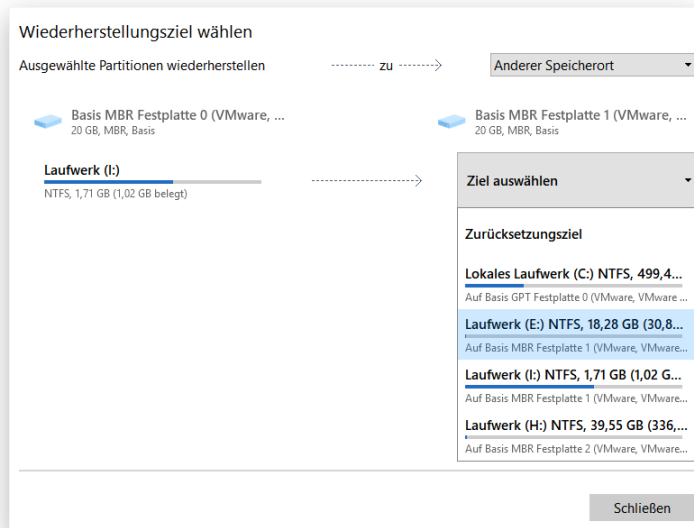 Wiederherstellungsziel wählen
Ausgewählte Partitionen wiederherstellen zu Anderer Speicherort
Basis MBR Festplatte 0 (VMware, ...
20 GB, MBR, Basis
Basis MBR Festplatte 1 (VMware, ...
20 GB, MBR, Basis
Laufwerk (I:)
NTFS, 1,71 GB (1,02 GB belegt)
Ziel auswählen
Zurücksetzungsziel
Lokales Laufwerk (C:) NTFS, 499,4...
Auf Basis GPT Festplatte 0 (VMware, VMware ...
Laufwerk (E:) NTFS, 18,28 GB (30,8...
Auf Basis MBR Festplatte 1 (VMware, VMware...
Laufwerk (I:) NTFS, 1,71 GB (1,02 G...
Auf Basis MBR Festplatte 1 (VMware, VMware...
Laufwerk (H:) NTFS, 39,55 GB (336,...
Auf Basis MBR Festplatte 2 (VMware, VMware...
Schließen